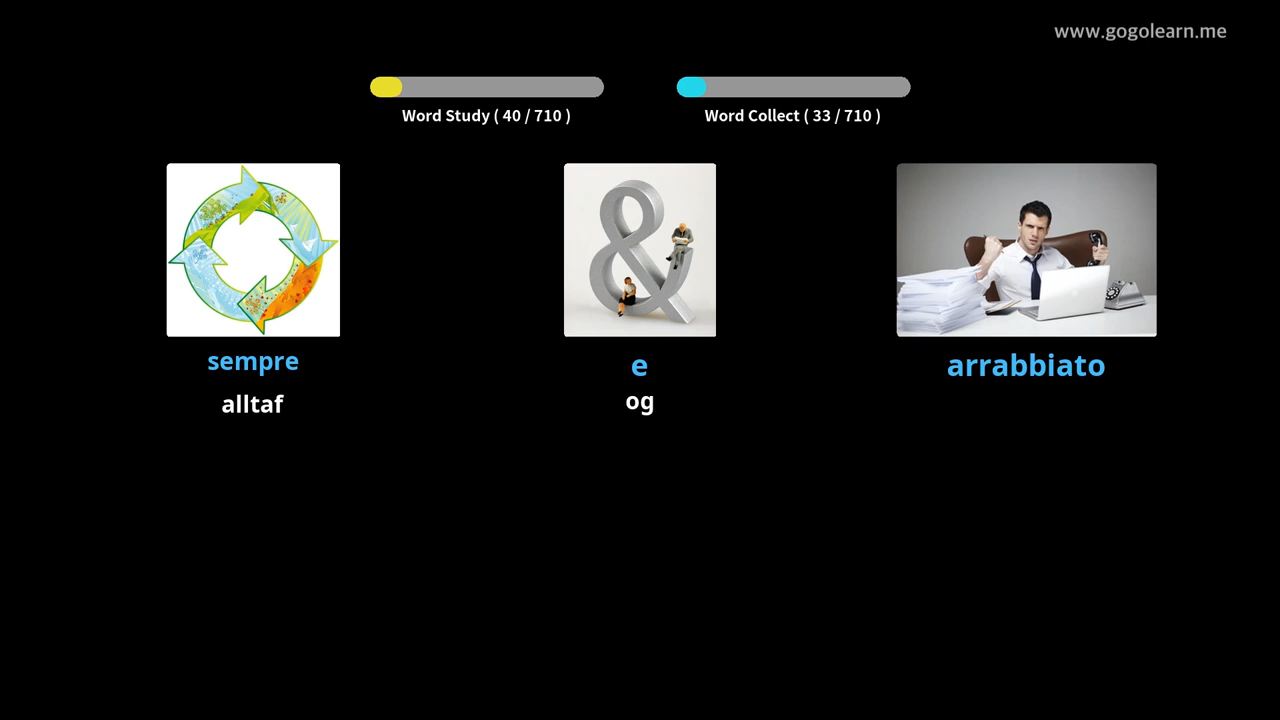 www.gogolearn.me
Word Study ( 40 / 710 )
Word Collect ( 33 / 710 )
sempre
alltaf
&
e
og
arrabbiato